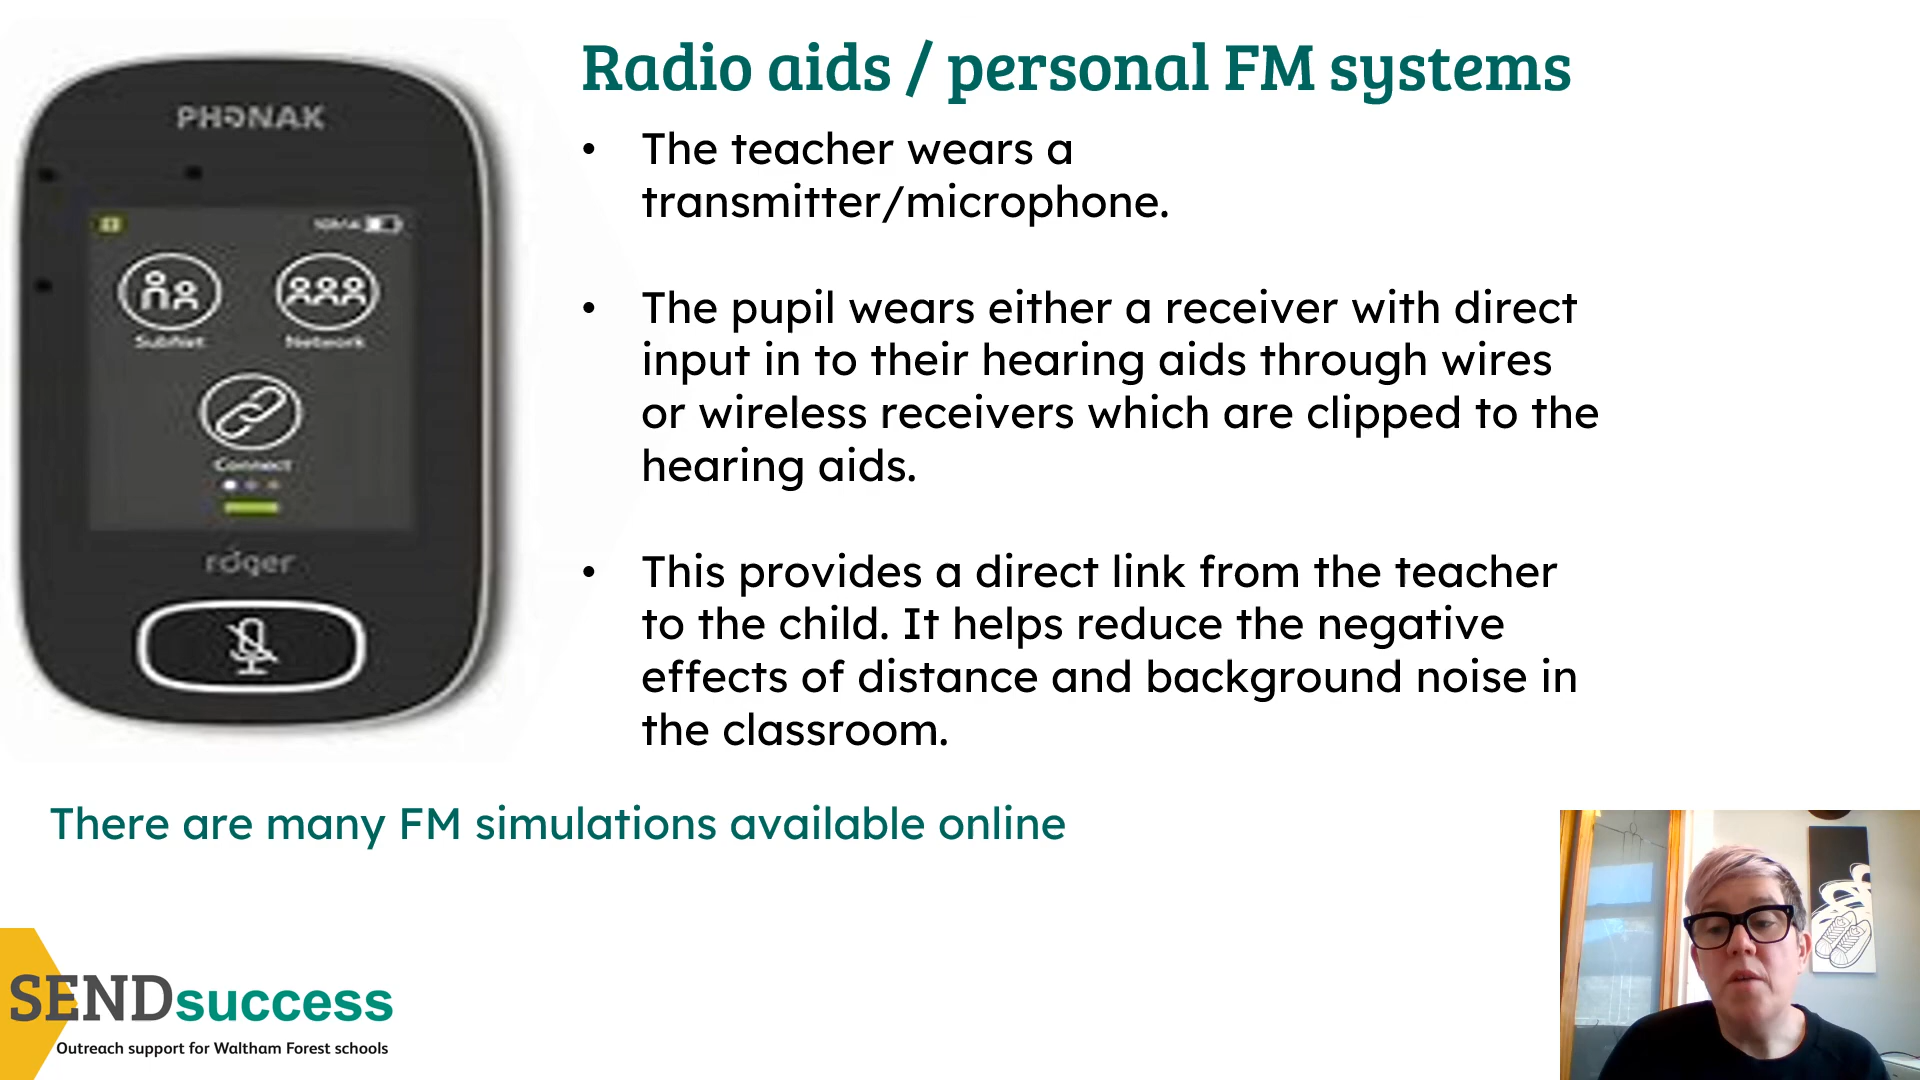 Radio aids / personal FM systems
• The teacher wears a
transmitter/microphone.
• The pupil wears either a receiver with direct
input in to their hearing aids through wires
or wireless receivers which are clipped to the
hearing aids.
• This provides a direct link from the teacher
to the child. It helps reduce the negative
effects of distance and background noise in
the classroom.
PHONAK
SubNet
Network
Connect
roger
There are many FM simulations available online
SENDsuccess
Outreach support for Waltham Forest schools